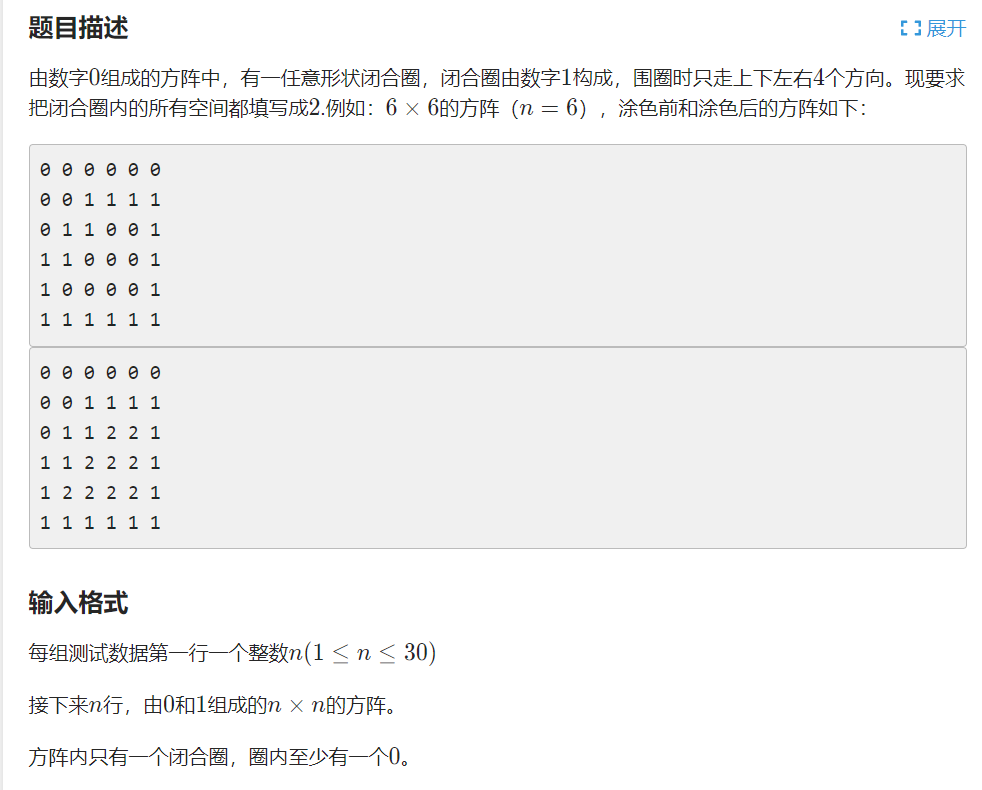 题目描述
展开
由数字0组成的方阵中，有一任意形状闭合圈，闭合圈由数字1构成，围圈时只走上下左右4个方向。现要求
把闭合圈内的所有空间都填写成2.例如：6 × 6的方阵（n = 6），涂色前和涂色后的方阵如下：
0 0 0 0 0 0
0 0 1 1 1 1
0 1 1 0 0 1
1 1 0 0 0 1
1 0 0 0 0 1
1 1 1 1 1 1
0 0 0 0 0 0
0 0 1 1 1 1
0 1 1 2 2 1
1 1 2 2 2 1
1 2 2 2 2 1
1 1 1 1 1 1
输入格式
每组测试数据第一行一个整数n(1 ≤ n ≤ 30)
接下来n行，由0和1组成的n × n的方阵。
方阵内只有一个闭合圈，圈内至少有一个0。